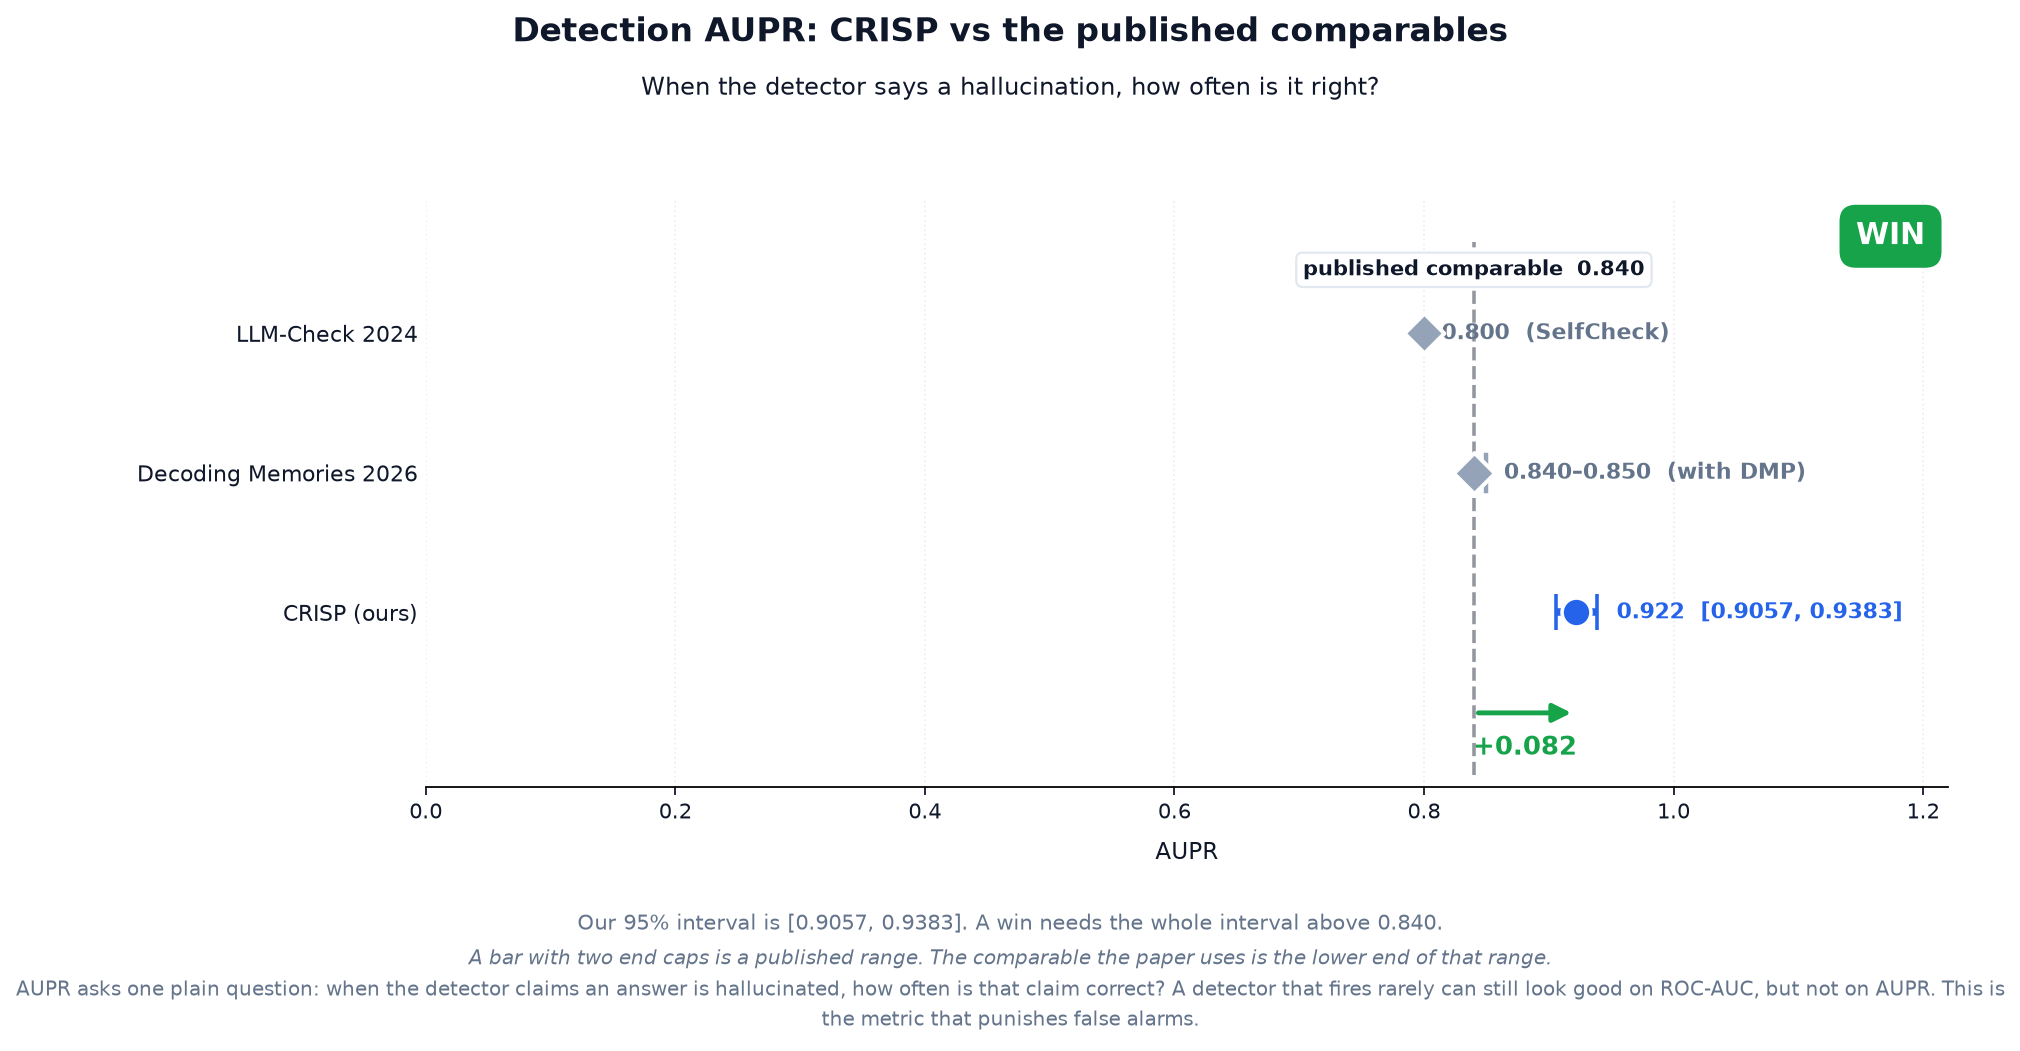 Detection AUPR: CRISP vs the published comparables
When the detector says a hallucination, how often is it right?
WIN
published comparable 0.840
LLM-Check 2024
0.800 (SelfCheck)
Decoding Memories 2026
0.840–0.850 (with DMP)
CRISP (ours)
0.922 [0.9057, 0.9383]
+0.082
0.0 0.2 0.4 0.6 0.8 1.0 1.2
AUPR
Our 95% interval is [0.9057, 0.9383]. A win needs the whole interval above 0.840.
A bar with two end caps is a published range. The comparable the paper uses is the lower end of that range.
AUPR asks one plain question: when the detector claims an answer is hallucinated, how often is that claim correct? A detector that fires rarely can still look good on ROC-AUC, but not on AUPR. This is
the metric that punishes false alarms.